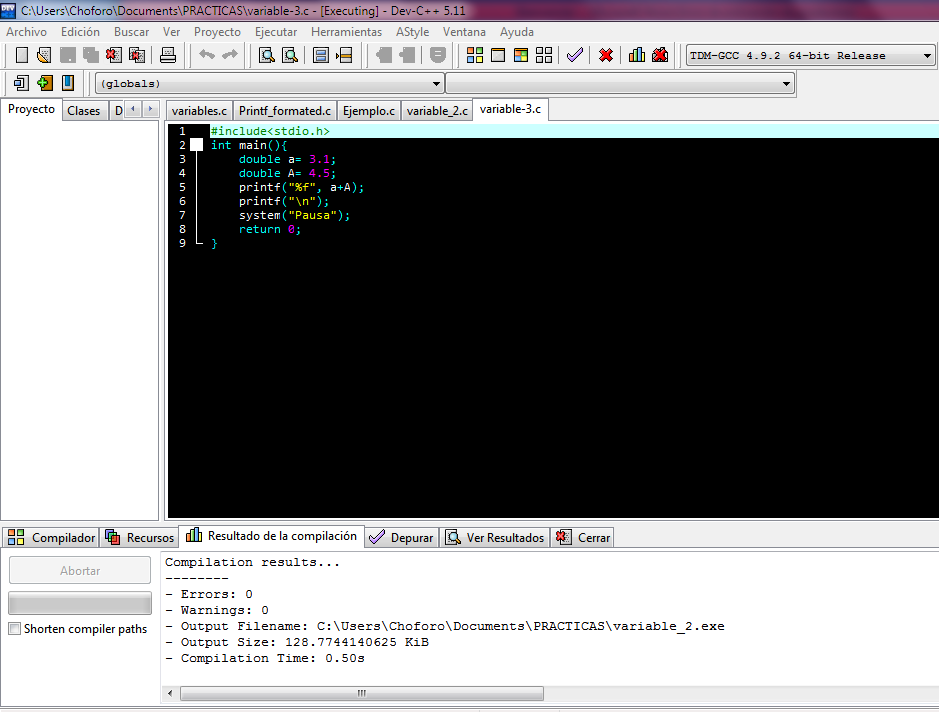 C:\Users\Choforo\Documents\PRACTICAS\variable-3.c - [Executing] - Dev-C++ 5.11
Archivo Edición Buscar Ver Proyecto Ejecutar Herramientas AStyle Ventana Ayuda
TDM-GCC 4.9.2 64-bit Release
(globals)
Proyecto Clases D variables.c Printf_formated.c Ejemplo.c variable_2.c variable-3.c
1 #include<stdio.h>
2 int main(){
3 double a= 3.1;
4 double A= 4.5;
5 printf("%f", a+A);
6 printf("\n");
7 system("Pausa");
8 return 0;
9 }
Compilador Recursos Resultado de la compilación Depurar Ver Resultados Cerrar
Abortar
Shorten compiler paths
Compilation results...
--------
- Errors: 0
- Warnings: 0
- Output Filename: C:\Users\Choforo\Documents\PRACTICAS\variable_2.exe
- Output Size: 128.7744140625 KiB
- Compilation Time: 0.50s